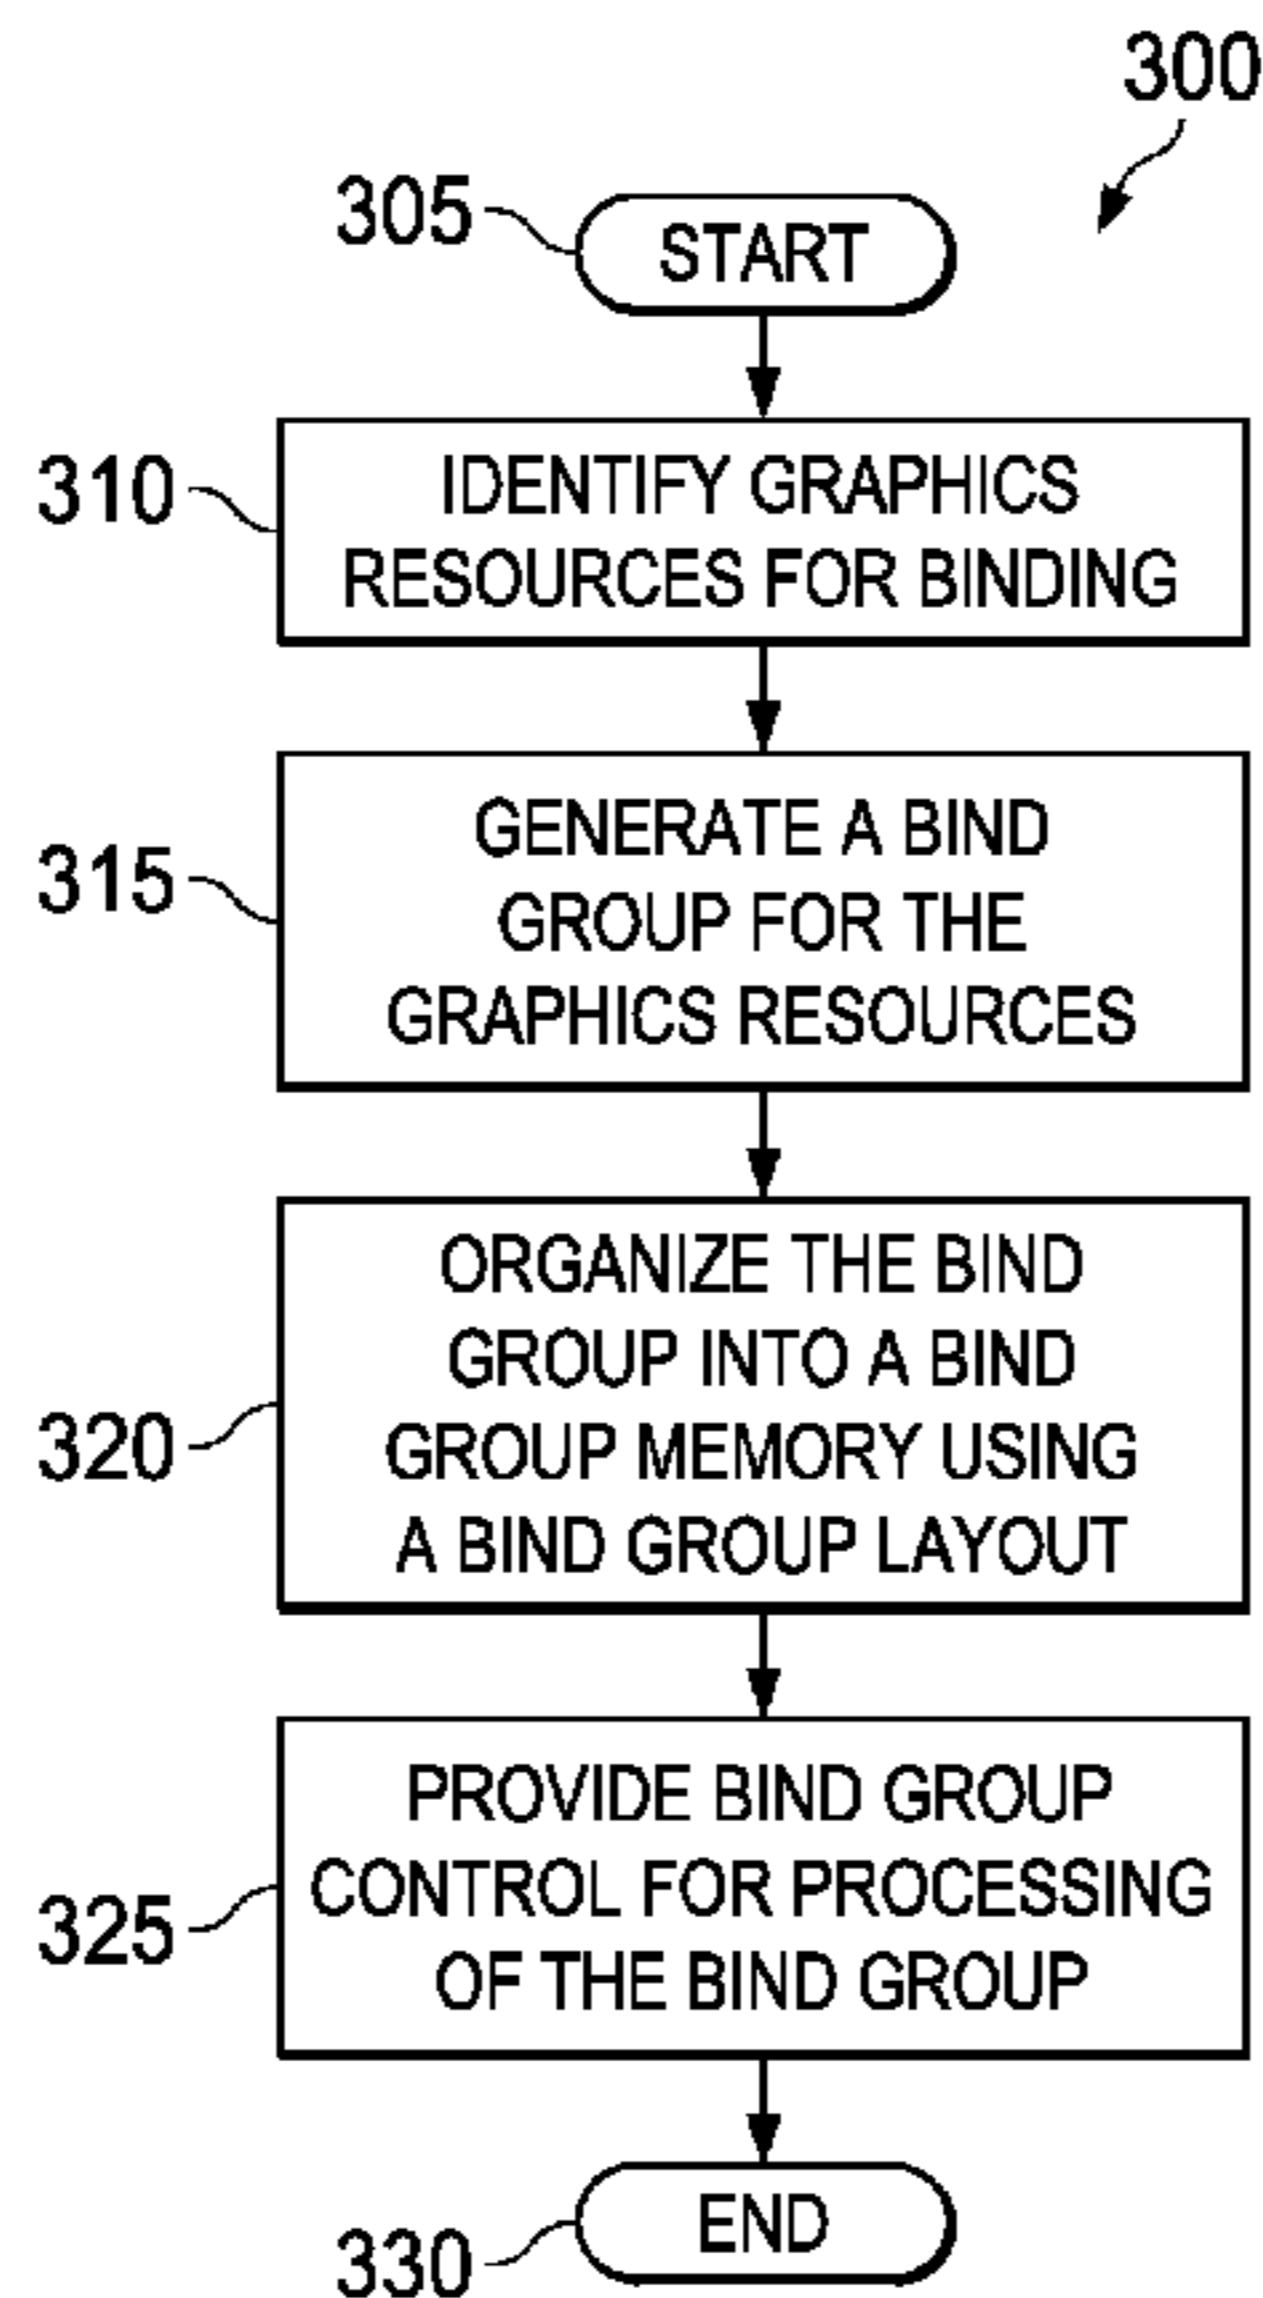 300
305
START
310
IDENTIFY GRAPHICS
RESOURCES FOR BINDING
315
GENERATE A BIND
GROUP FOR THE
GRAPHICS RESOURCES
320
ORGANIZE THE BIND
GROUP INTO A BIND
GROUP MEMORY USING
A BIND GROUP LAYOUT
325
PROVIDE BIND GROUP
CONTROL FOR PROCESSING
OF THE BIND GROUP
330
END